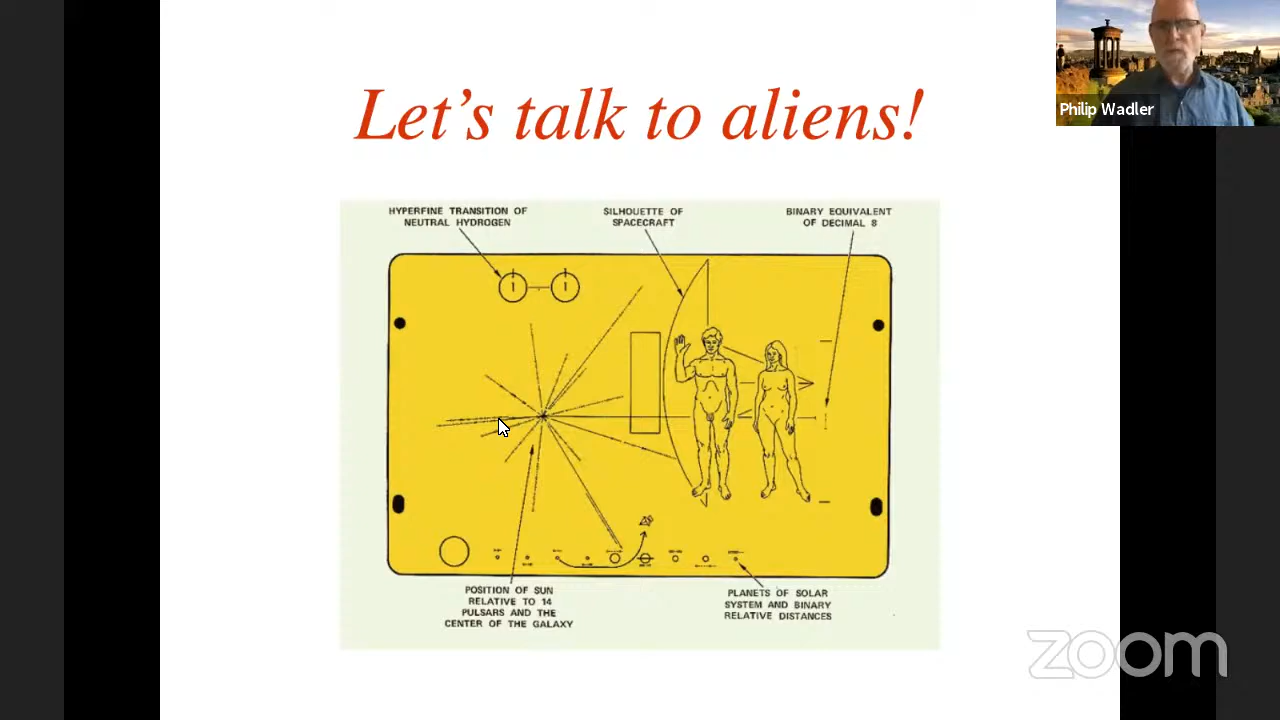 Let's talk to aliens!
Philip Wadler
HYPERFINE TRANSITION OF
NEUTRAL HYDROGEN
SILHOUETTE OF
SPACECRAFT
BINARY EQUIVALENT
OF DECIMAL 8
POSITION OF SUN
RELATIVE TO 14
PULSARS AND THE
CENTER OF THE GALAXY
PLANETS OF SOLAR
SYSTEM AND BINARY
RELATIVE DISTANCES
zoom